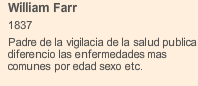 William Farr
1837
Padre de la vigilacia de la salud publica
diferencio las enfermedades mas
comunes por edad sexo etc.